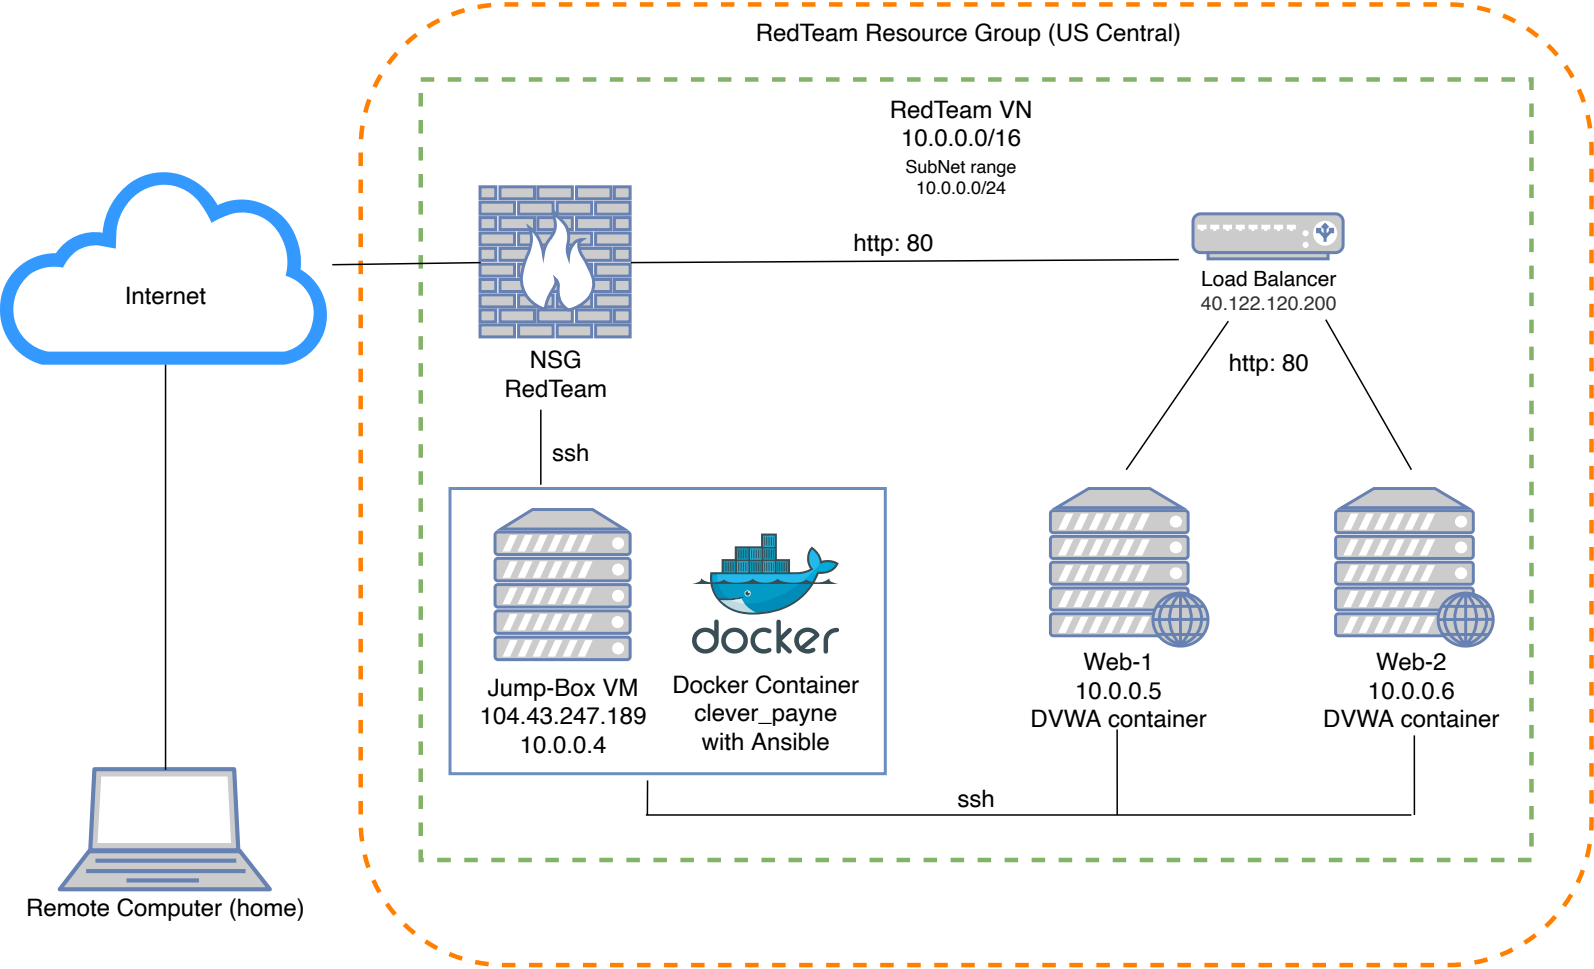 RedTeam Resource Group (US Central)
RedTeam VN
10.0.0.0/16
SubNet range
10.0.0.0/24
http: 80
Internet
Load Balancer
40.122.120.200
NSG
RedTeam
http: 80
ssh
docker
Jump-Box VM
104.43.247.189
10.0.0.4
Docker Container
clever_payne
with Ansible
Web-1
10.0.0.5
DVWA container
Web-2
10.0.0.6
DVWA container
ssh
Remote Computer (home)